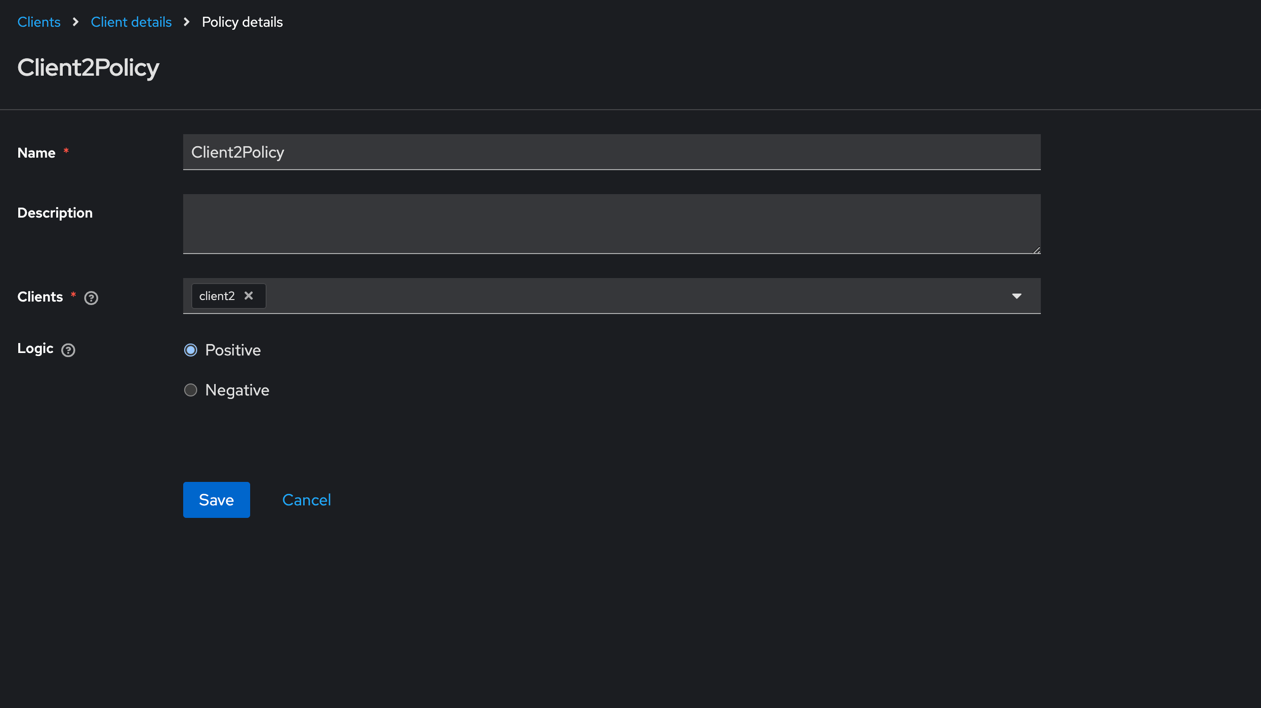 Clients > Client details > Policy details
Client2Policy
Name *
Client2Policy
Description
Clients * ?
client2 ×
Logic ?
Positive
Negative
Save Cancel